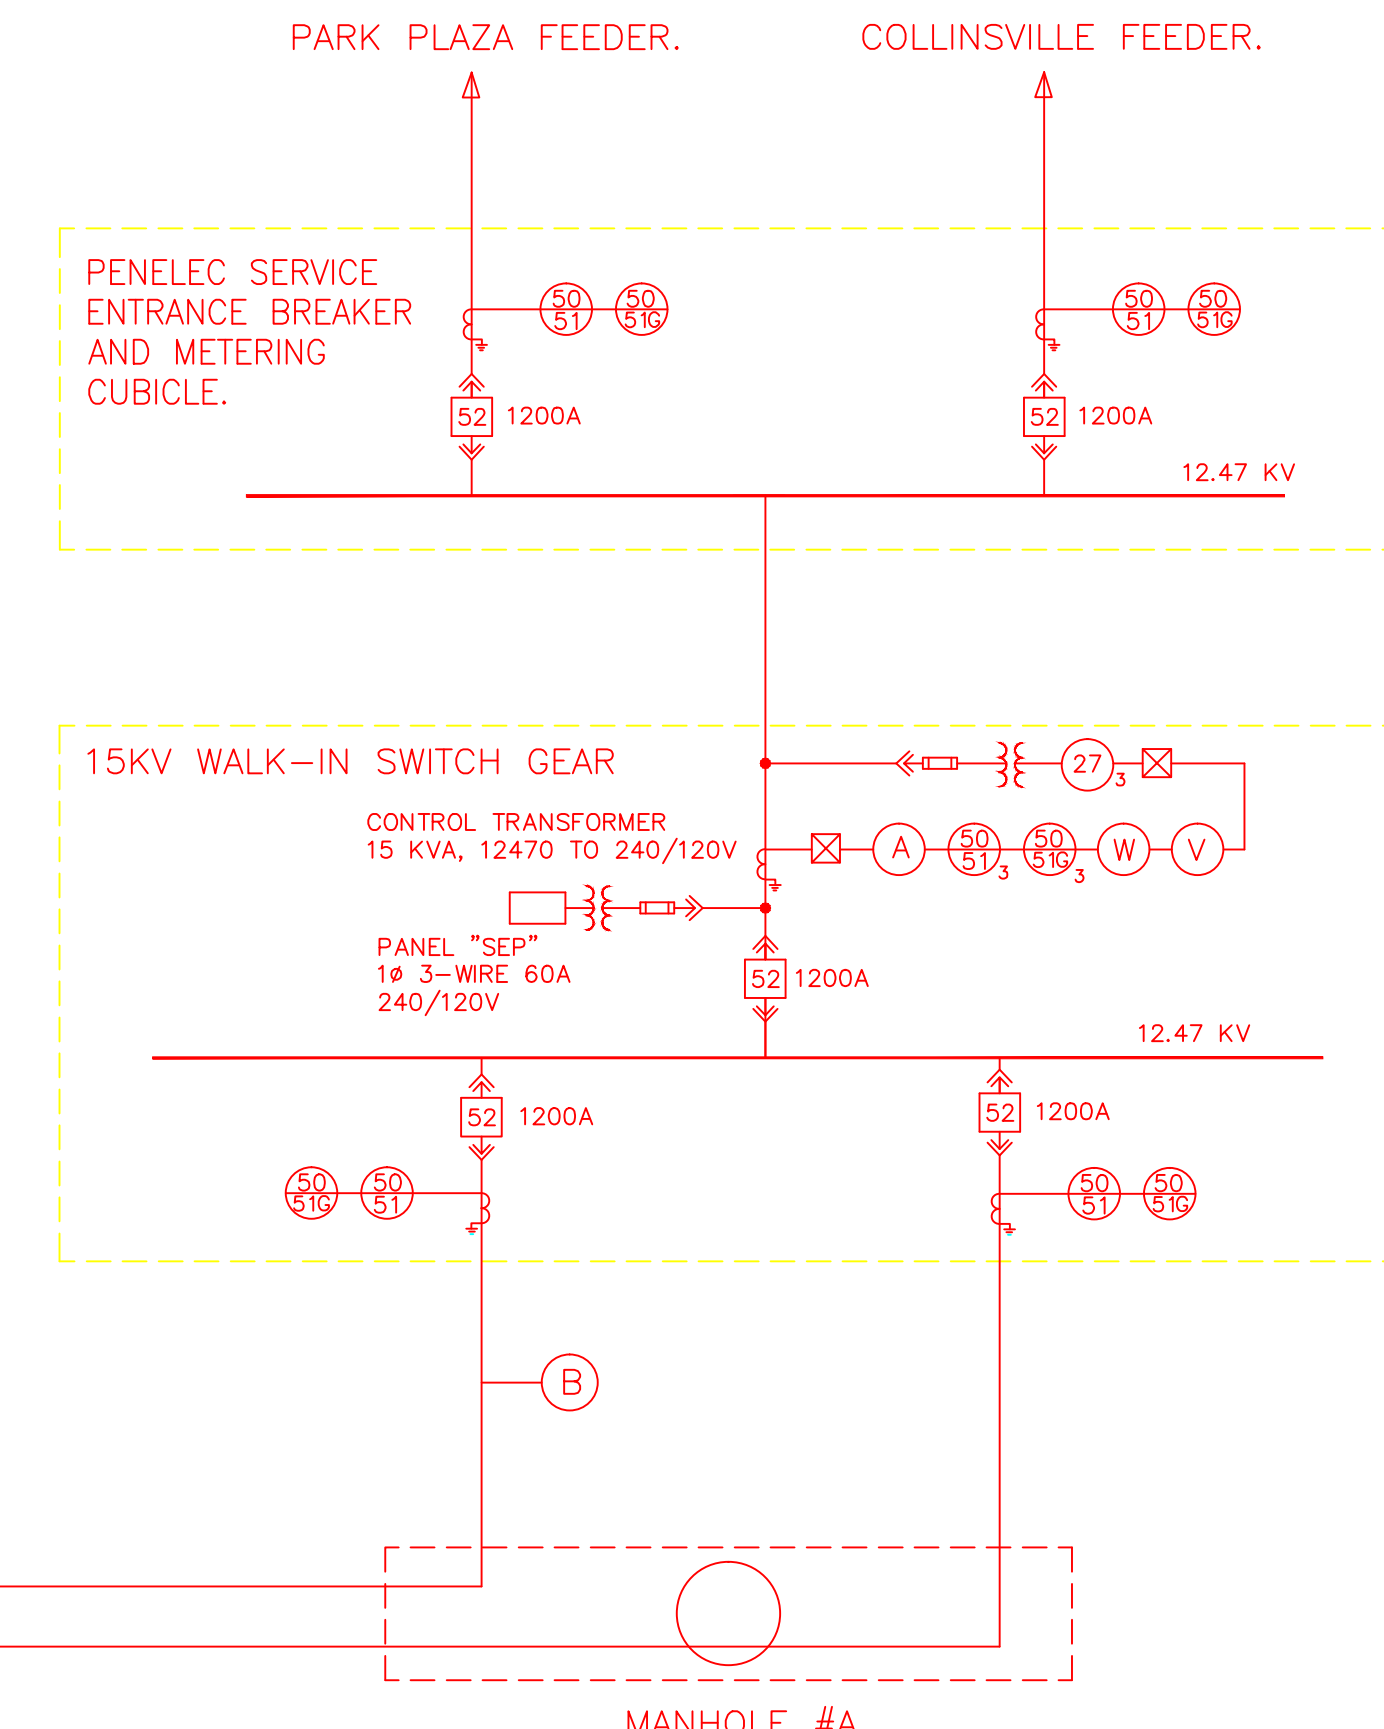 PARK PLAZA FEEDER.
COLLINSVILLE FEEDER.
PENELEC SERVICE
ENTRANCE BREAKER
AND METERING
CUBICLE.
50
51
50
51G
50
51
50
51G
52 1200A
52 1200A
12.47 KV
15KV WALK-IN SWITCH GEAR
27 3
CONTROL TRANSFORMER
15 KVA, 12470 TO 240/120V
A
50
51 3
50
51G 3
W
V
PANEL "SEP"
1ø 3-WIRE 60A
240/120V
52 1200A
12.47 KV
52 1200A
52 1200A
50
51G
50
51
50
51
50
51G
B
MANHOLE #A